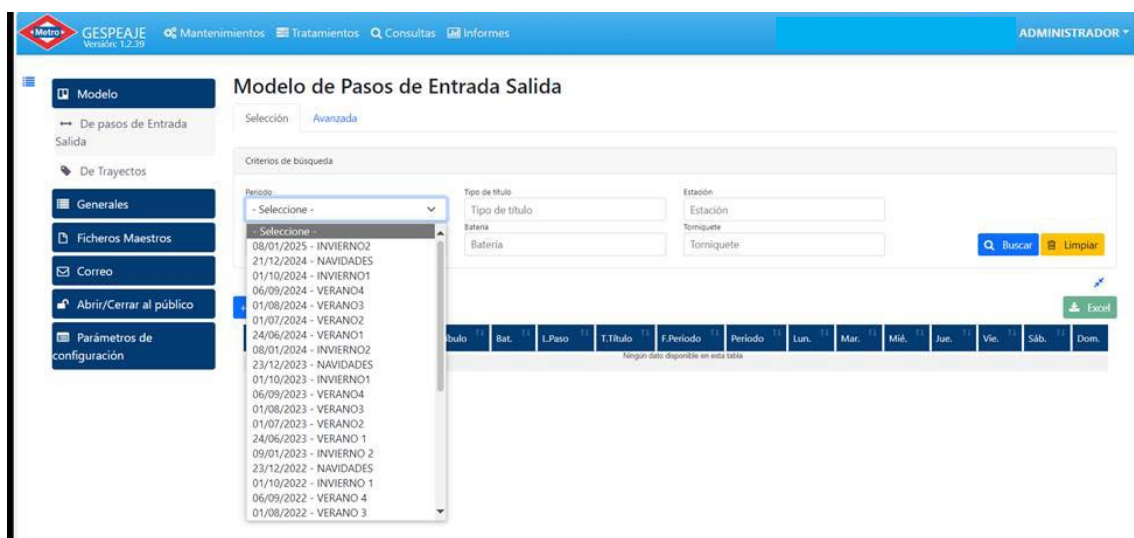 Metro
GESPEAJE
Versión: 1.2.39
Mantenimientos
Tratamientos
Consultas
Informes
ADMINISTRADOR
Modelo
De pasos de Entrada
Salida
De Trayectos
Generales
Ficheros Maestros
Correo
Abrir/Cerrar al público
Parámetros de
configuración
Modelo de Pasos de Entrada Salida
Selección
Avanzada
Criterios de búsqueda
Periodo
Tipo de título
Estación
- Seleccione -
Tipo de título
Estación
Batería
Torniquete
Batería
Torniquete
Buscar
Limpiar
- Seleccione -
08/01/2025 - INVIERNO2
21/12/2024 - NAVIDADES
01/10/2024 - INVIERNO1
06/09/2024 - VERANO4
01/08/2024 - VERANO3
01/07/2024 - VERANO2
24/06/2024 - VERANO1
08/01/2024 - INVIERNO2
23/12/2023 - NAVIDADES
01/10/2023 - INVIERNO1
06/09/2023 - VERANO4
01/08/2023 - VERANO3
01/07/2023 - VERANO2
24/06/2023 - VERANO 1
09/01/2023 - INVIERNO 2
23/12/2022 - NAVIDADES
01/10/2022 - INVIERNO 1
06/09/2022 - VERANO 4
01/08/2022 - VERANO 3
Excel
Bat.
L.Paso
T.Título
F.Periodo
Periodo
Lun.
Mar.
Mié.
Jue.
Vie.
Sáb.
Dom.
Ningún dato disponible en esta tabla